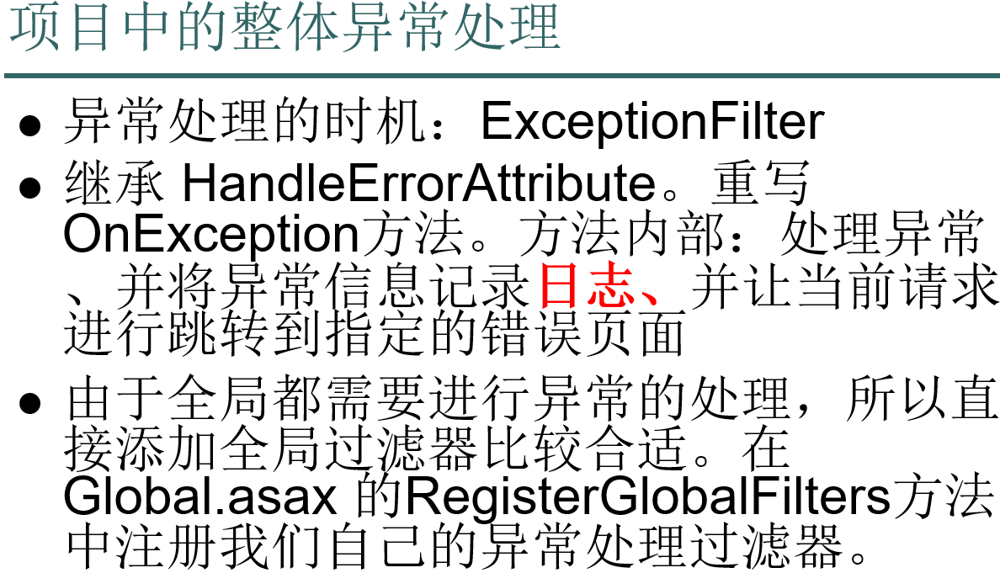 项目中的整体异常处理
● 异常处理的时机：ExceptionFilter
● 继承 HandleErrorAttribute。重写
OnException方法。方法内部：处理异常
、并将异常信息记录日志、并让当前请求
进行跳转到指定的错误页面
● 由于全局都需要进行异常的处理，所以直
接添加全局过滤器比较合适。在
Global.asax 的RegisterGlobalFilters方法
中注册我们自己的异常处理过滤器。